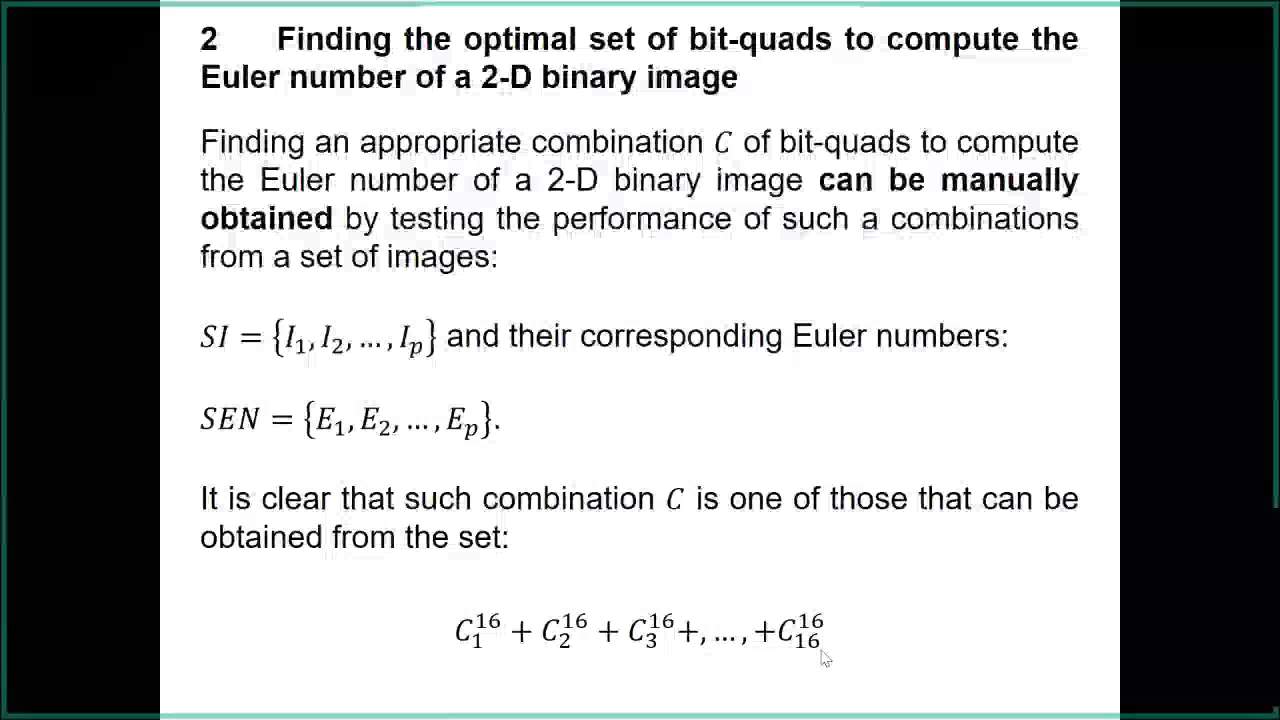 2 Finding the optimal set of bit-quads to compute the
Euler number of a 2-D binary image
Finding an appropriate combination C of bit-quads to compute
the Euler number of a 2-D binary image can be manually
obtained by testing the performance of such a combinations
from a set of images:
SI = {I₁, I₂, …, Iₚ} and their corresponding Euler numbers:
SEN = {E₁, E₂, …, Eₚ}.
It is clear that such combination C is one of those that can be
obtained from the set:
C₁¹⁶ + C₂¹⁶ + C₃¹⁶+, …, +C₁₆¹⁶